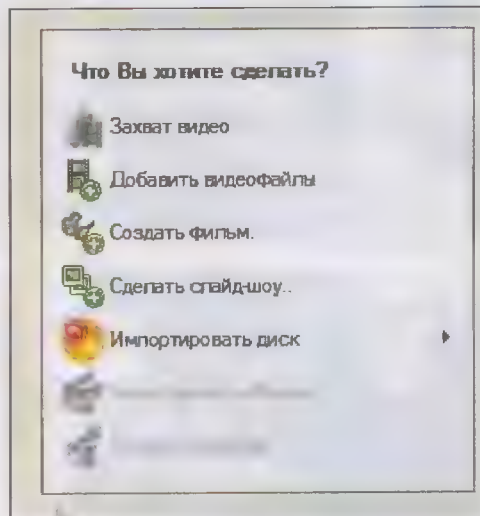 Что Вы хотите сделать?
Захват видео
Добавить видеофайлы
Создать фильм.
Сделать слайд-шоу..
Импортировать диск